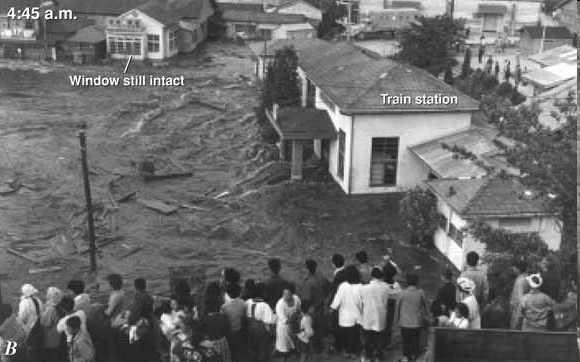 4:45 a.m.
Window still intact
Train station
B